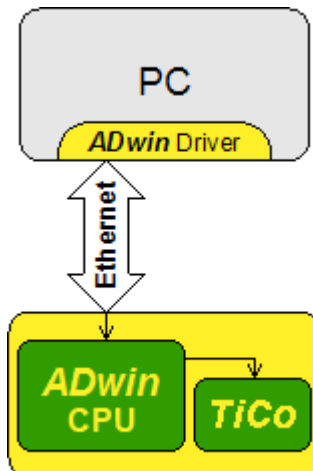 PC
ADwin Driver
Ethernet
ADwin
CPU
TiCo